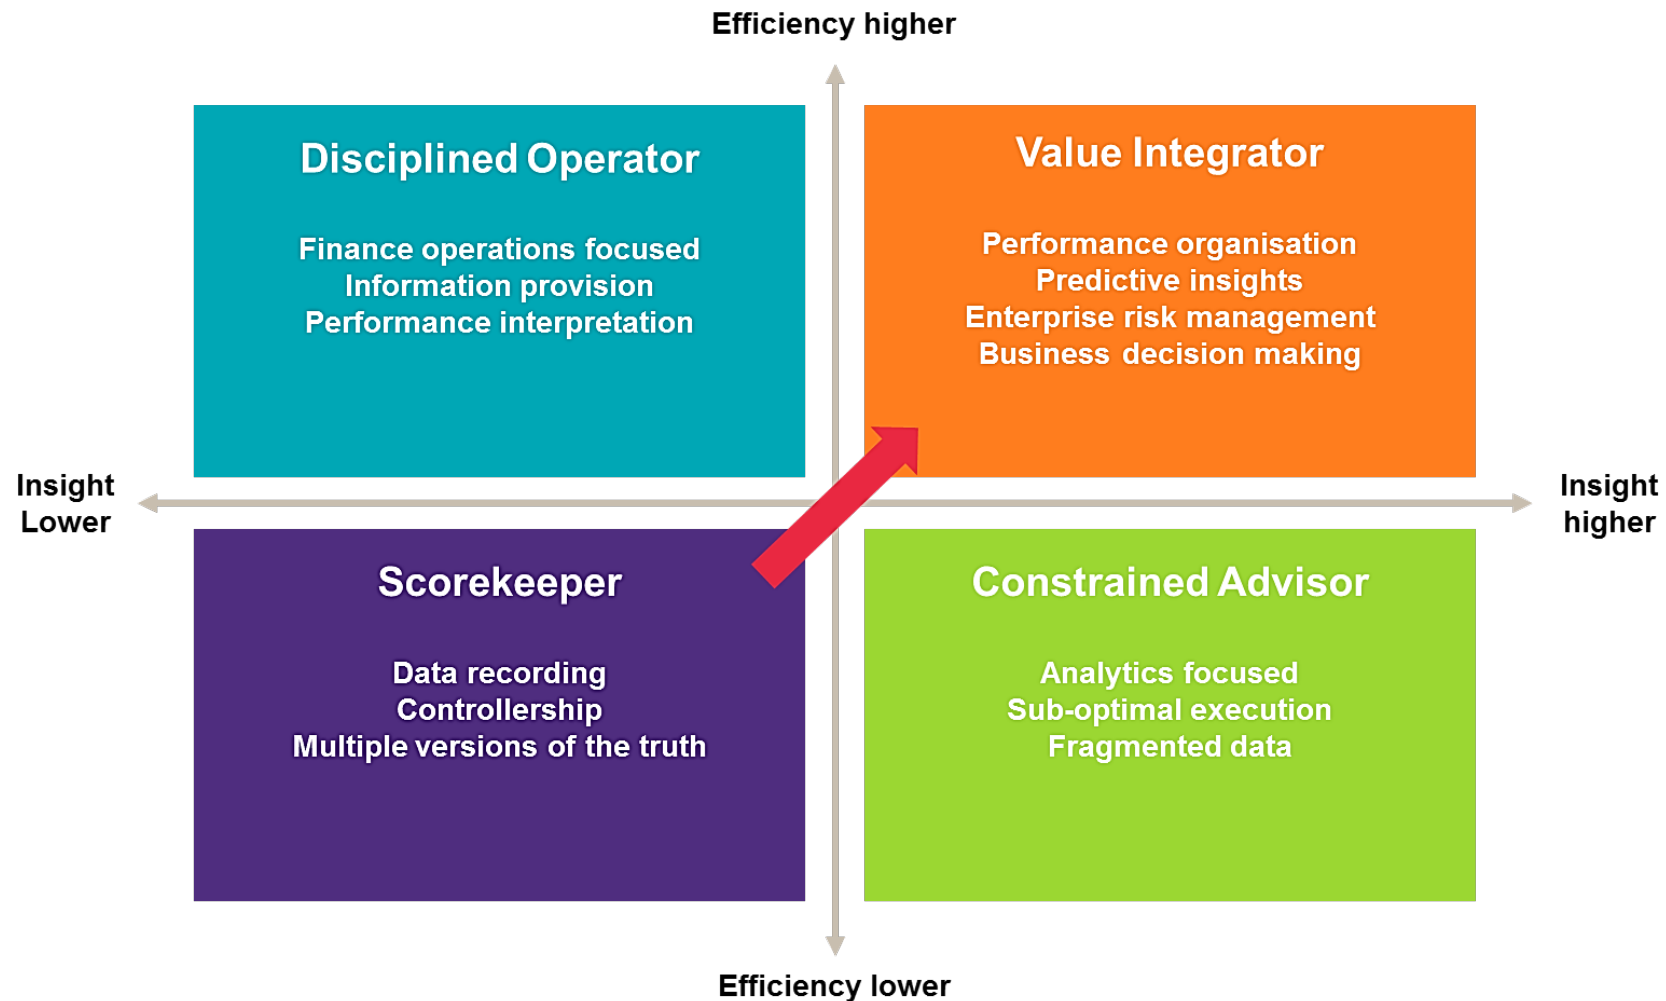 Efficiency higher
Disciplined Operator
Finance operations focused
Information provision
Performance interpretation
Value Integrator
Performance organisation
Predictive insights
Enterprise risk management
Business decision making
Insight
Lower
Insight
higher
Scorekeeper
Data recording
Controllership
Multiple versions of the truth
Constrained Advisor
Analytics focused
Sub-optimal execution
Fragmented data
Efficiency lower